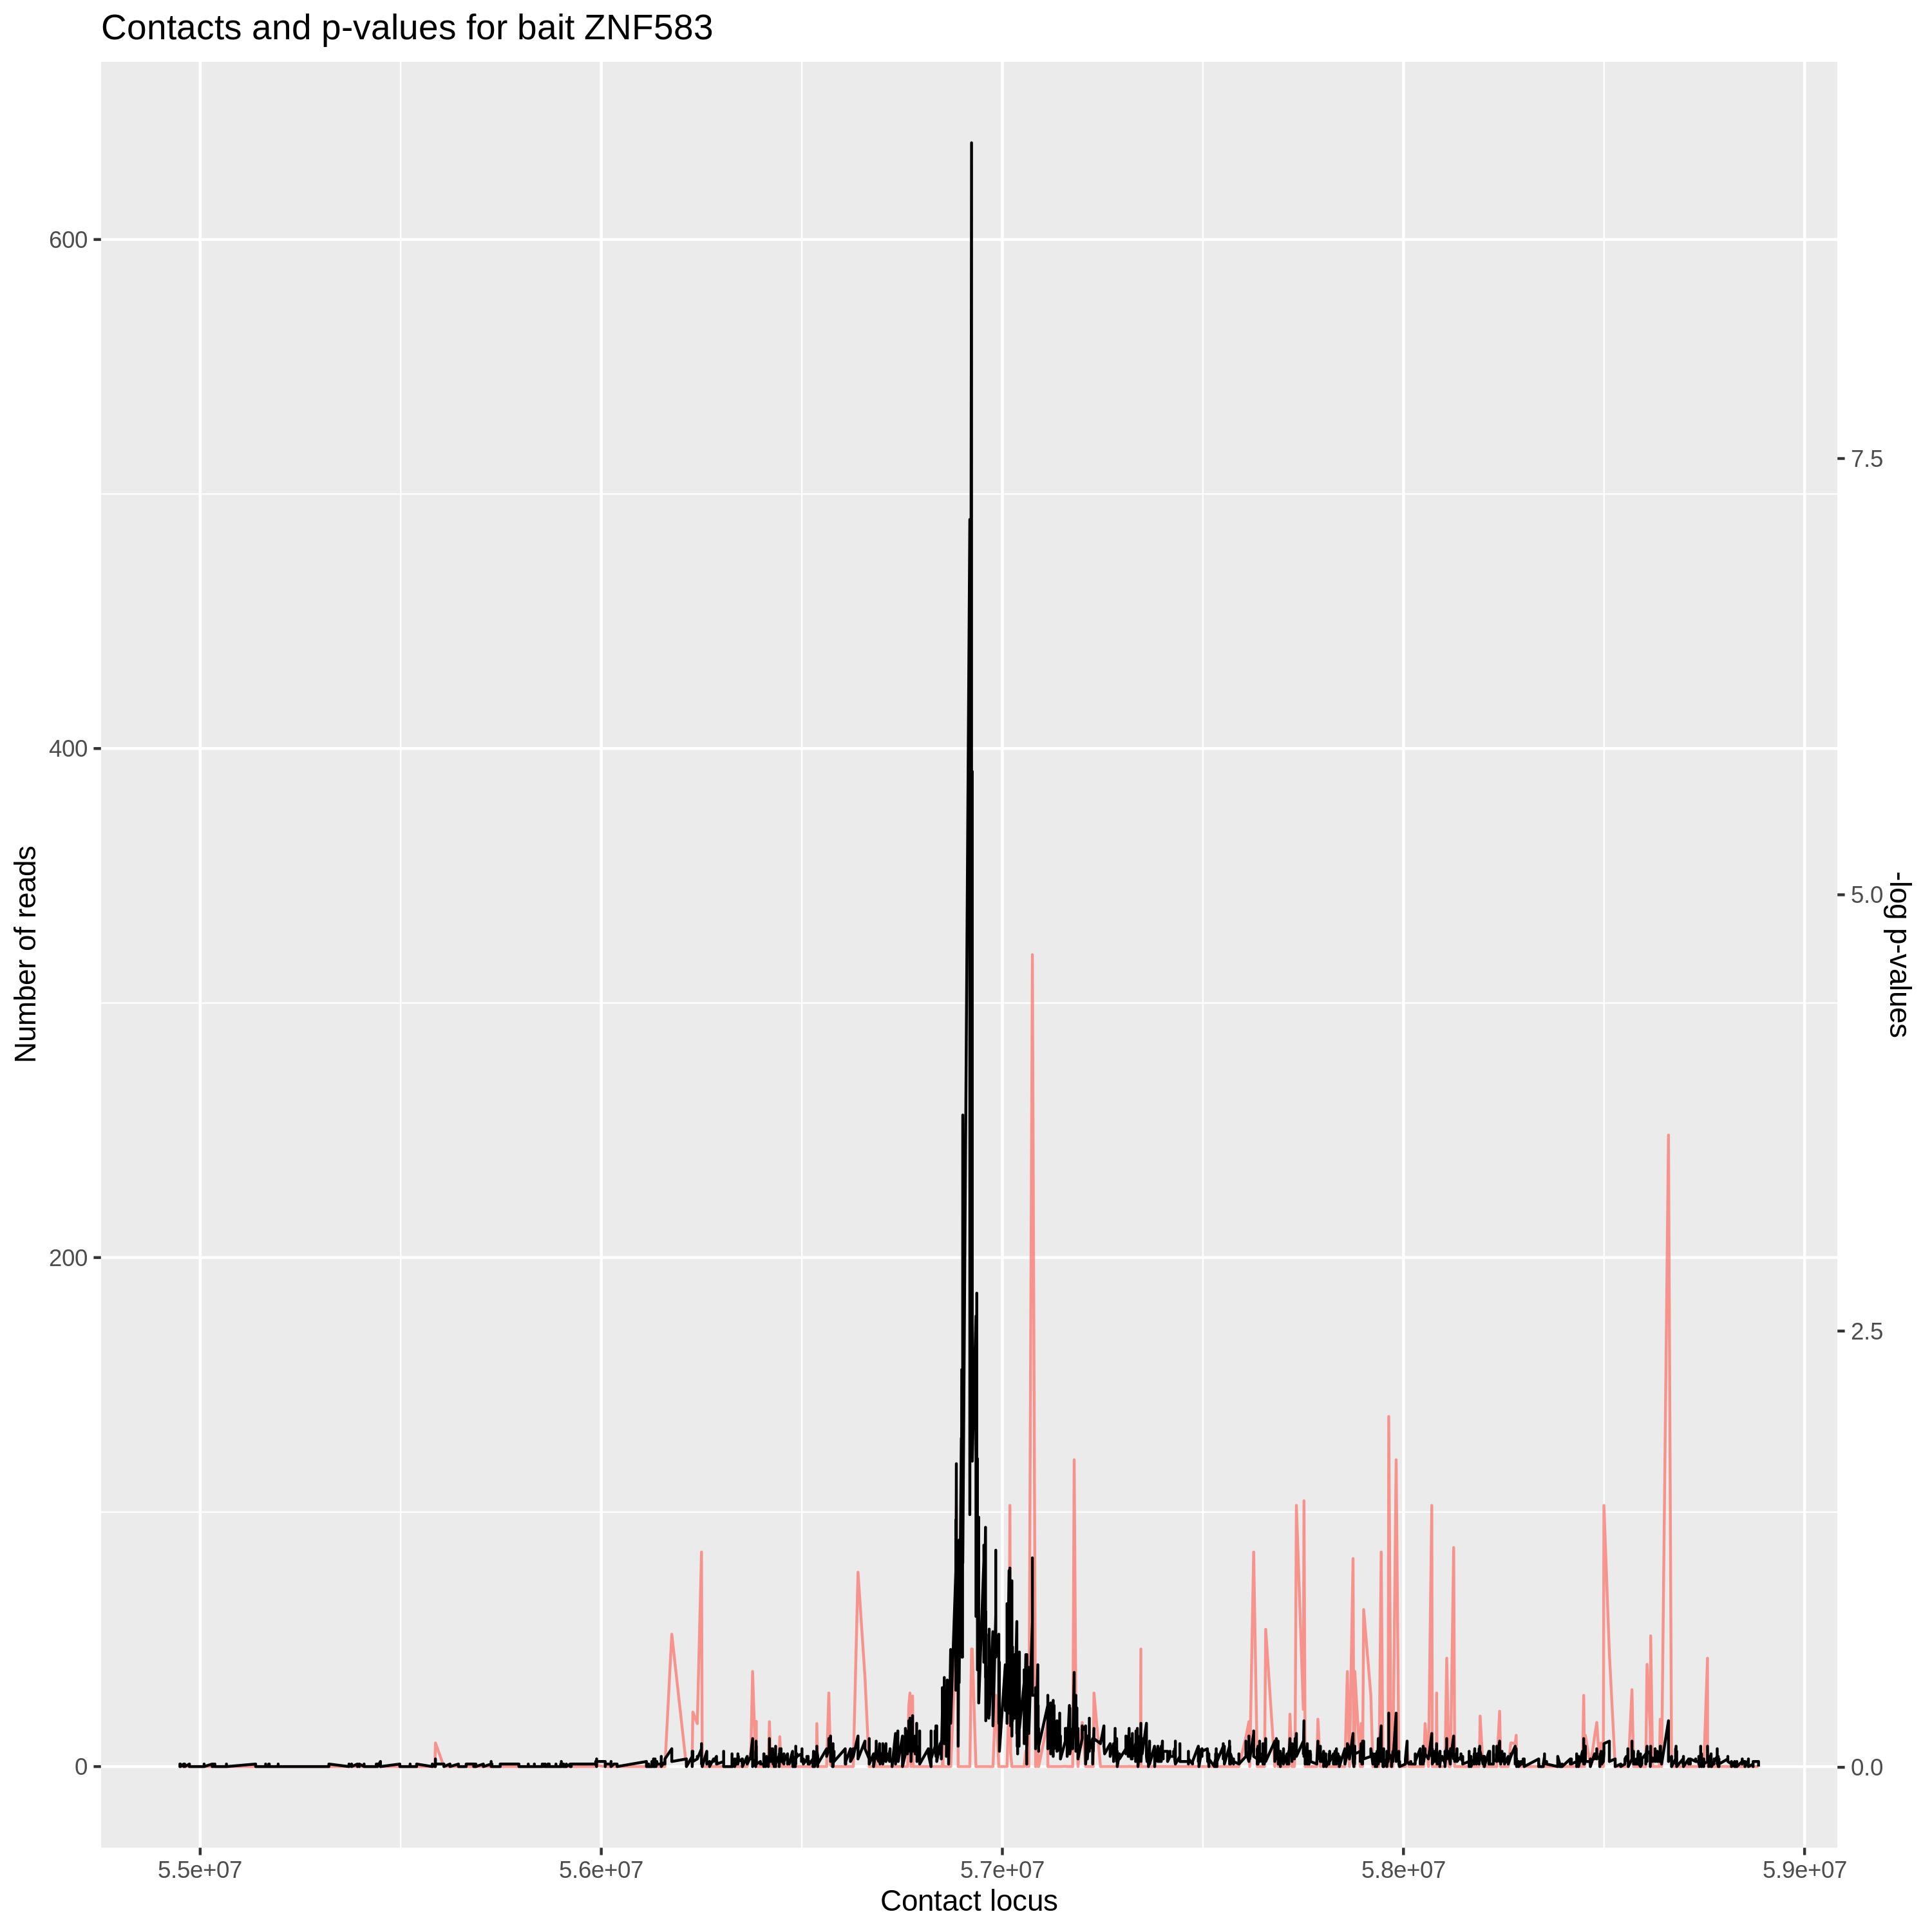 Contacts and p-values for bait ZNF583
600
400
200
0
7.5
5.0
2.5
0.0
Number of reads
-log p-values
5.5e+07
5.6e+07
5.7e+07
5.8e+07
5.9e+07
Contact locus